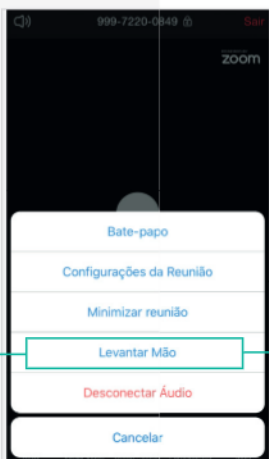 999-7220-0849 Sair
zoom
Bate-papo
Configurações da Reunião
Minimizar reunião
Levantar Mão
Desconectar Áudio
Cancelar